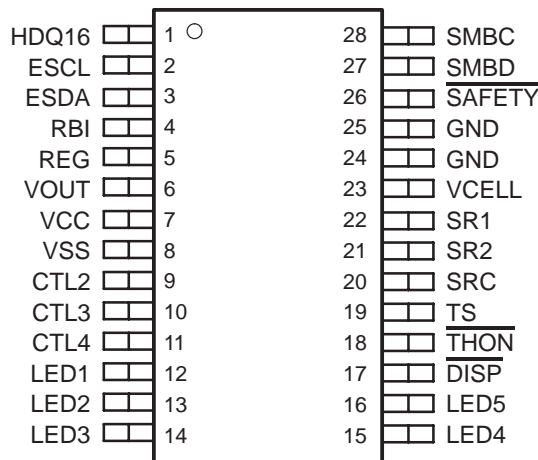 HDQ16 1 28 SMBC
ESCL 2 27 SMBD
ESDA 3 26 SAFETY
RBI 4 25 GND
REG 5 24 GND
VOUT 6 23 VCELL
VCC 7 22 SR1
VSS 8 21 SR2
CTL2 9 20 SRC
CTL3 10 19 TS
CTL4 11 18 THON
LED1 12 17 DISP
LED2 13 16 LED5
LED3 14 15 LED4